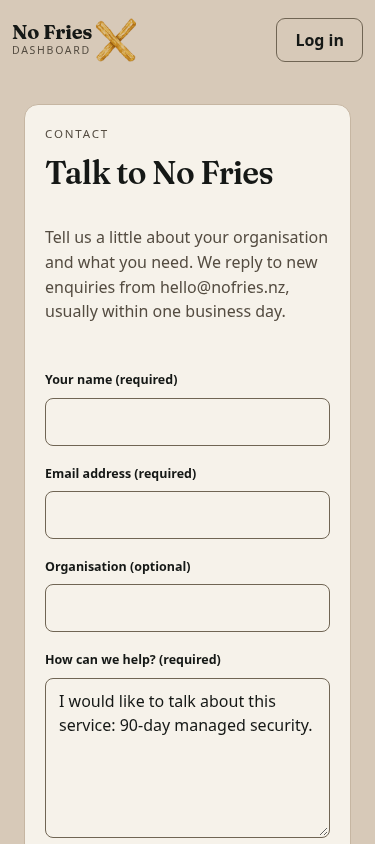 No Fries
DASHBOARD
Log in
CONTACT
Talk to No Fries
Tell us a little about your organisation
and what you need. We reply to new
enquiries from hello@nofries.nz,
usually within one business day.
Your name (required)
Email address (required)
Organisation (optional)
How can we help? (required)
I would like to talk about this
service: 90-day managed security.